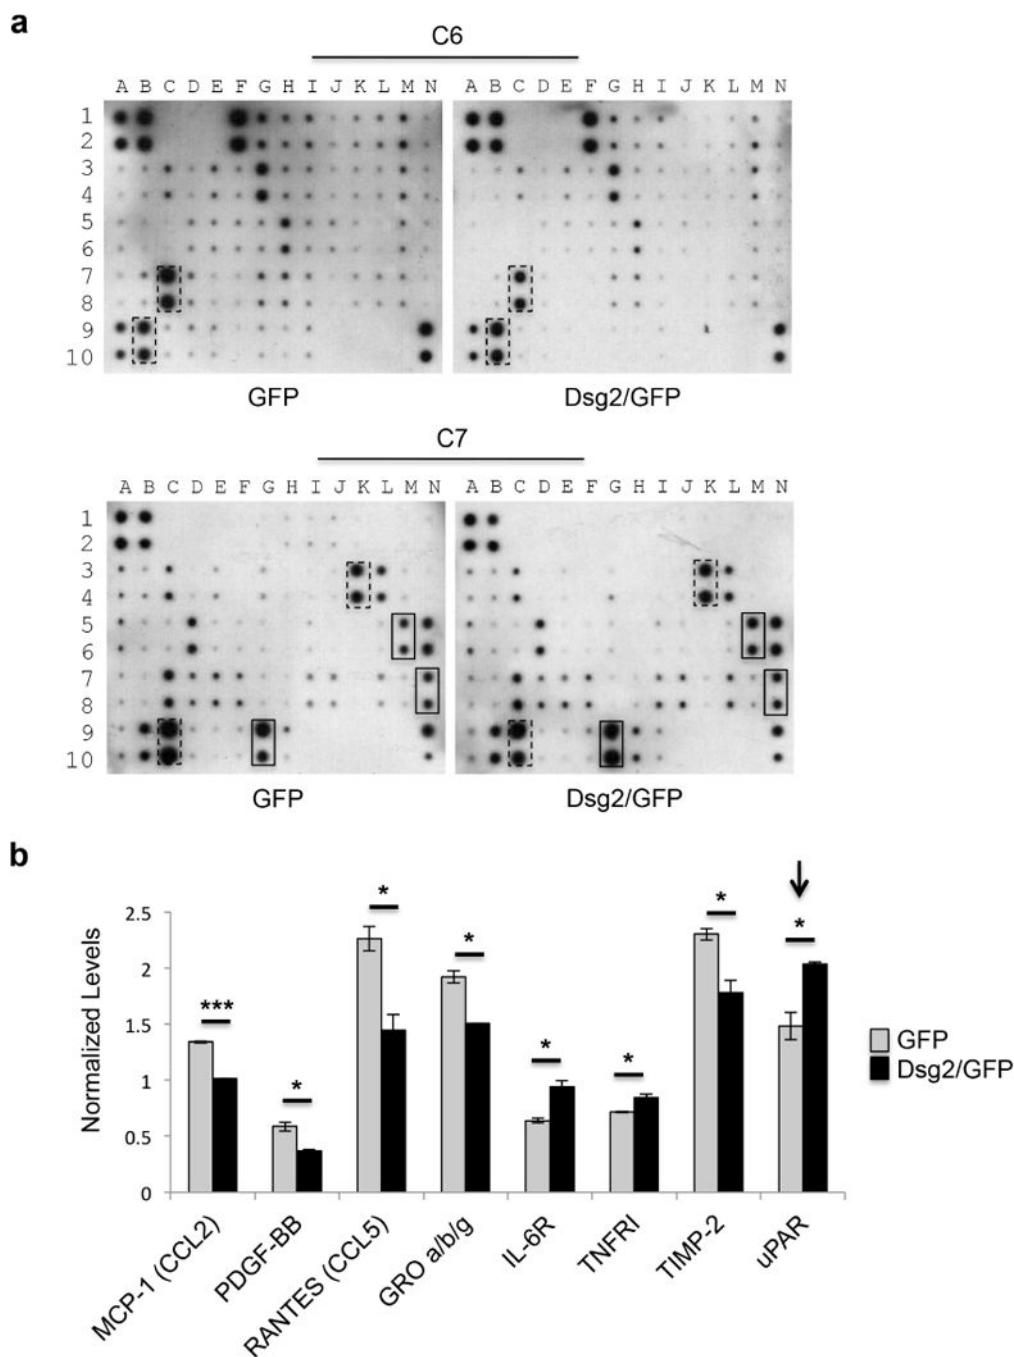 a
C6
A B C D E F G H I J K L M N A B C D E F G H I J K L M N
1
2
3
4
5
6
7
8
9
10
GFP Dsg2/GFP
C7
A B C D E F G H I J K L M N A B C D E F G H I J K L M N
1
2
3
4
5
6
7
8
9
10
GFP Dsg2/GFP
b
Normalized Levels
2.5
2
1.5
1
0.5
0
***
*
*
*
*
*
*
*
GFP
Dsg2/GFP
MCP-1 (CCL2)
PDGF-BB
RANTES (CCL5)
GRO a/b/g
IL-6R
TNFRI
TIMP-2
uPAR